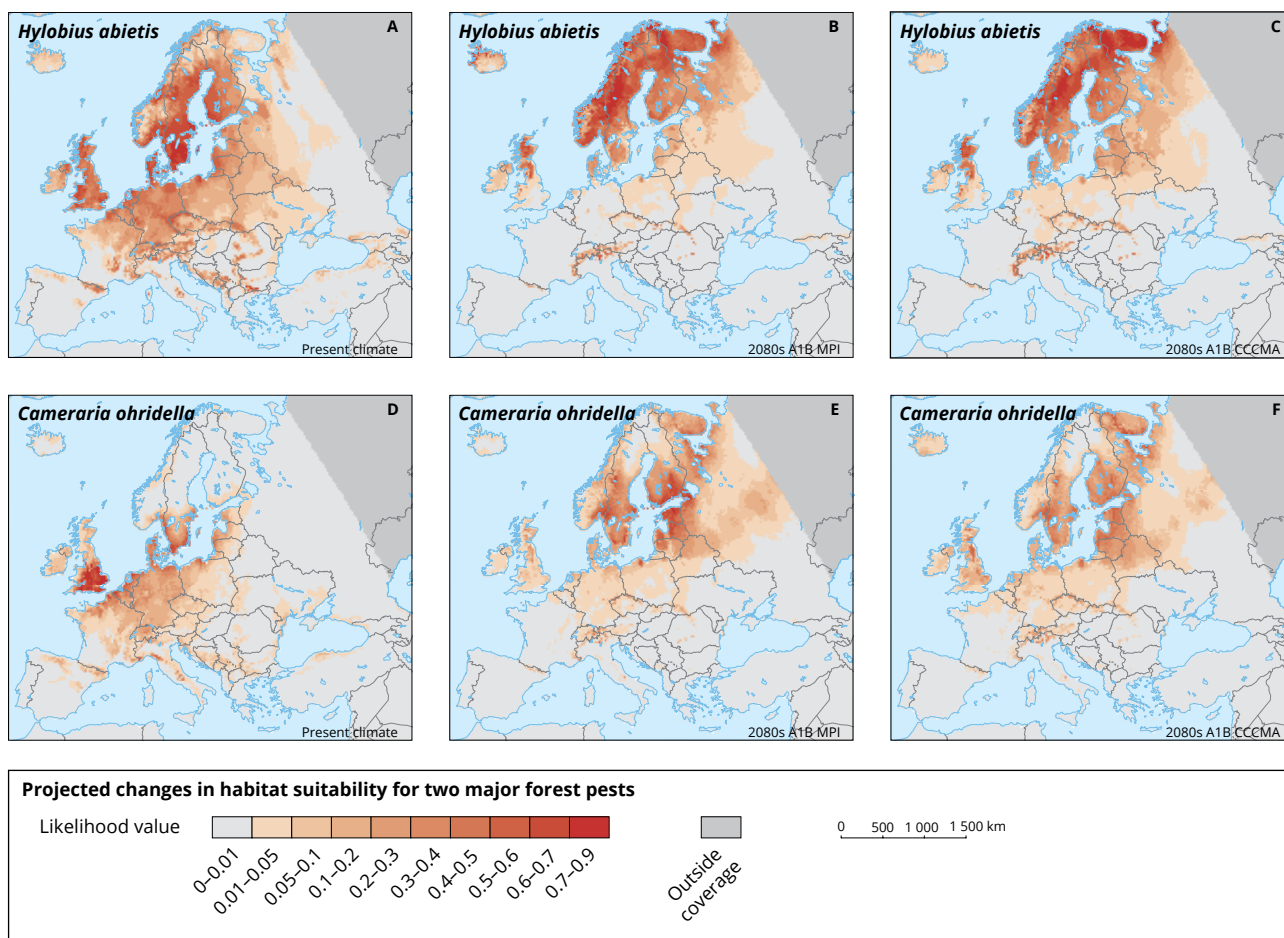 Hylobius abietis
A
Present climate
Hylobius abietis
B
2080s A1B MPI
Hylobius abietis
C
2080s A1B CCCMA
Cameraria ohridella
D
Present climate
Cameraria ohridella
E
2080s A1B MPI
Cameraria ohridella
F
2080s A1B CCCMA
Projected changes in habitat suitability for two major forest pests
Likelihood value
0–0.01
0.01–0.05
0.05–0.1
0.1–0.2
0.2–0.3
0.3–0.4
0.4–0.5
0.5–0.6
0.6–0.7
0.7–0.9
Outside
coverage
0 500 1 000 1 500 km